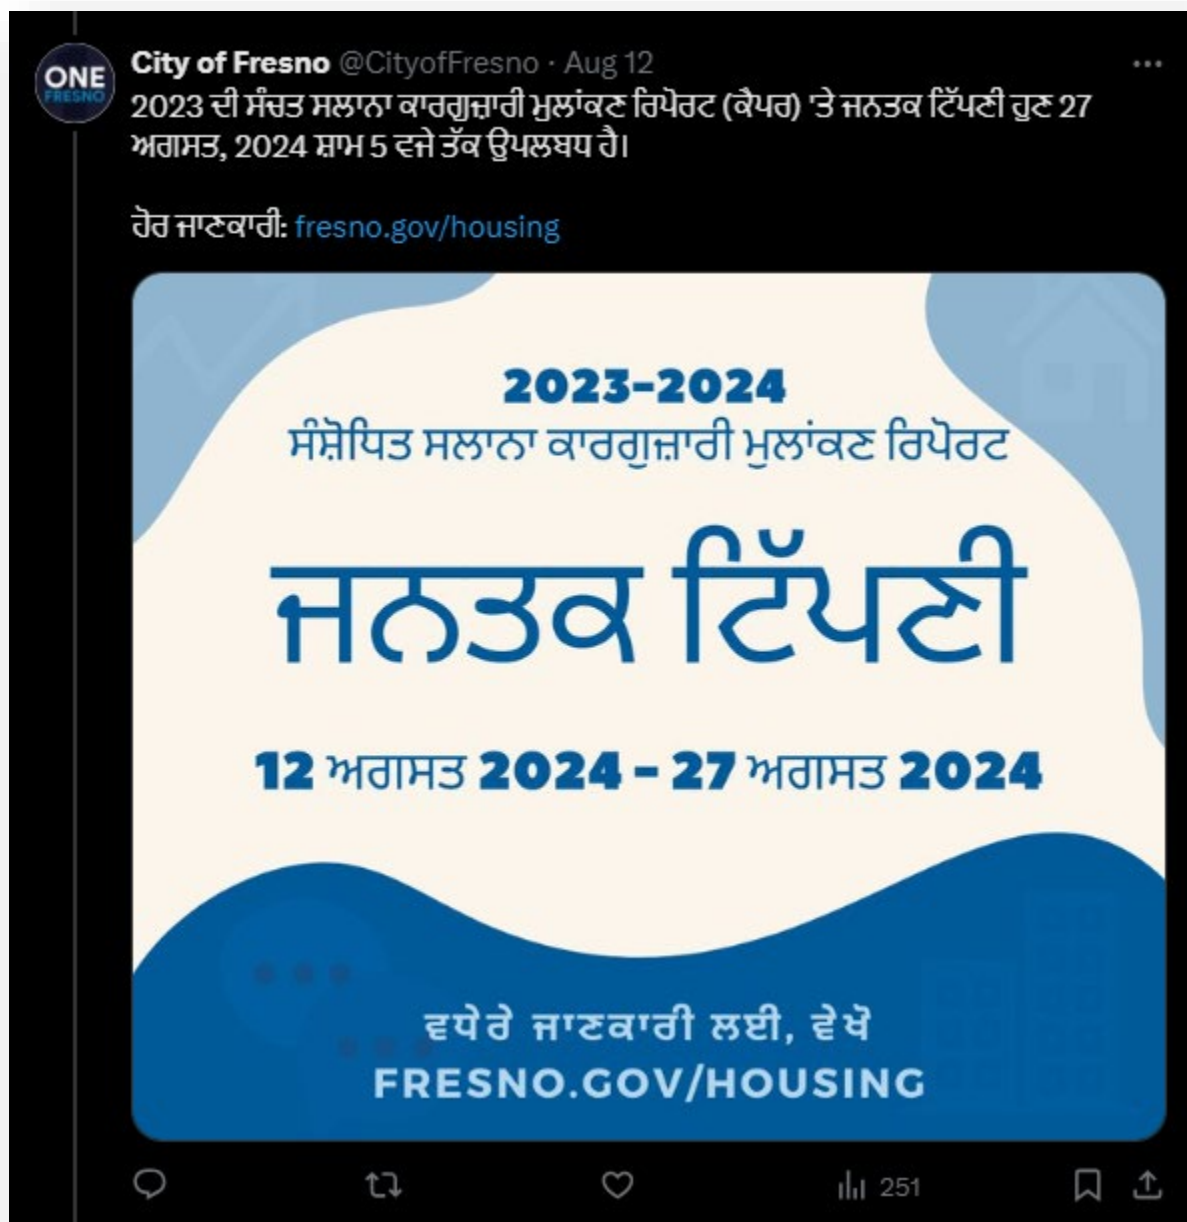 ONE
FRESNO
City of Fresno @CityofFresno · Aug 12
2023 ਦੀ ਸੰਚਤ ਸਲਾਨਾ ਕਾਰਗੁਜ਼ਾਰੀ ਮੁਲਾਂਕਣ ਰਿਪੋਰਟ (ਕੈਪਰ) 'ਤੇ ਜਨਤਕ ਟਿੱਪਣੀ ਹੁਣ 27
ਅਗਸਤ, 2024 ਸ਼ਾਮ 5 ਵਜੇ ਤੱਕ ਉਪਲਬਧ ਹੈ।
ਹੋਰ ਜਾਣਕਾਰੀ: fresno.gov/housing
2023-2024
ਸੰਸ਼ੋਧਿਤ ਸਲਾਨਾ ਕਾਰਗੁਜ਼ਾਰੀ ਮੁਲਾਂਕਣ ਰਿਪੋਰਟ
ਜਨਤਕ ਟਿੱਪਣੀ
12 ਅਗਸਤ 2024 - 27 ਅਗਸਤ 2024
ਵਧੇਰੇ ਜਾਣਕਾਰੀ ਲਈ, ਵੇਖੋ
FRESNO.GOV/HOUSING
251